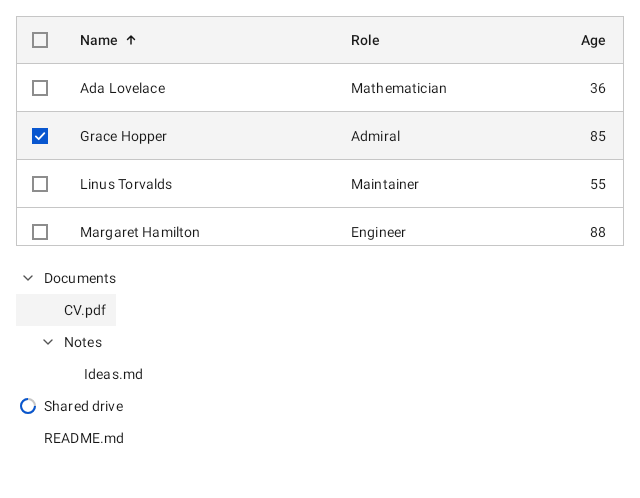 Name Role Age
Ada Lovelace Mathematician 36
Grace Hopper Admiral 85
Linus Torvalds Maintainer 55
Margaret Hamilton Engineer 88
Documents
CV.pdf
Notes
Ideas.md
Shared drive
README.md